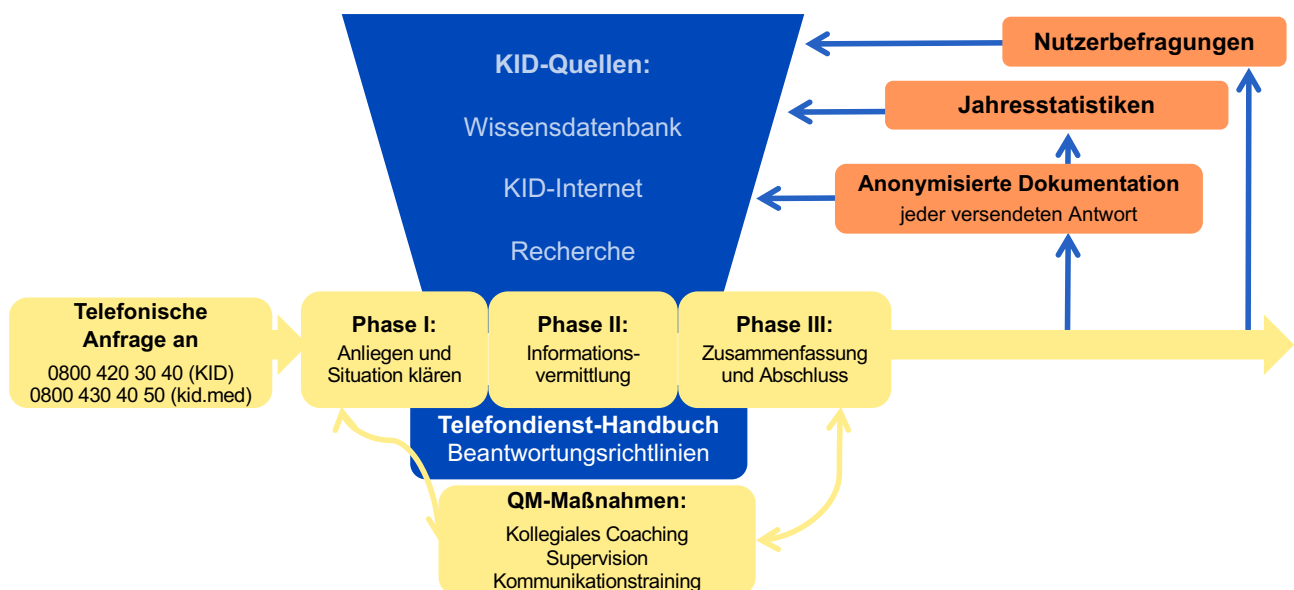 KID-Quellen:
Wissensdatenbank
KID-Internet
Recherche
Nutzerbefragungen
Jahresstatistiken
Anonymisierte Dokumentation
jeder versendeten Antwort
Telefonische
Anfrage an
0800 420 30 40 (KID)
0800 430 40 50 (kid.med)
Phase I:
Anliegen und
Situation klären
Phase II:
Informations-
vermittlung
Phase III:
Zusammenfassung
und Abschluss
Telefondienst-Handbuch
Beantwortungsrichtlinien
QM-Maßnahmen:
Kollegiales Coaching
Supervision
Kommunikationstraining